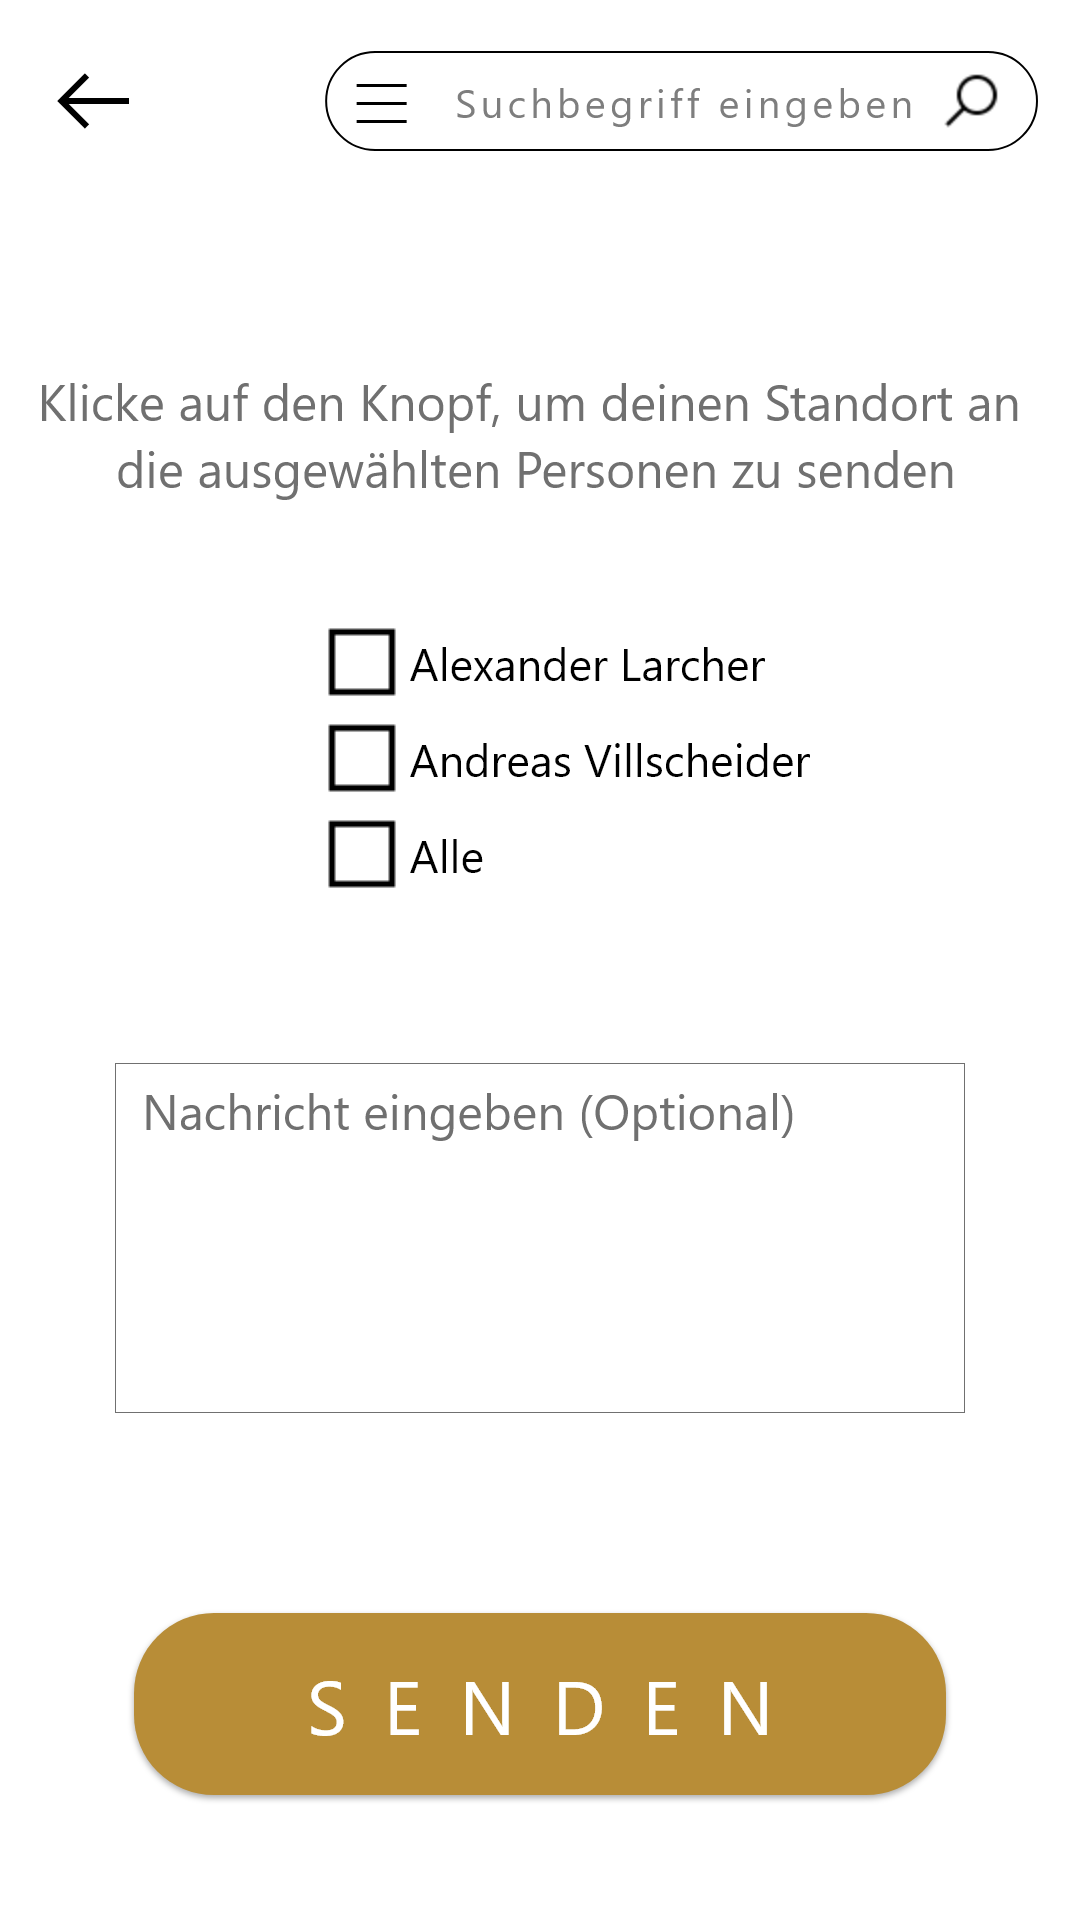 Suchbegriff eingeben
Klicke auf den Knopf, um deinen Standort an
die ausgewählten Personen zu senden
Alexander Larcher
Andreas Villscheider
Alle
Nachricht eingeben (Optional)
SENDEN